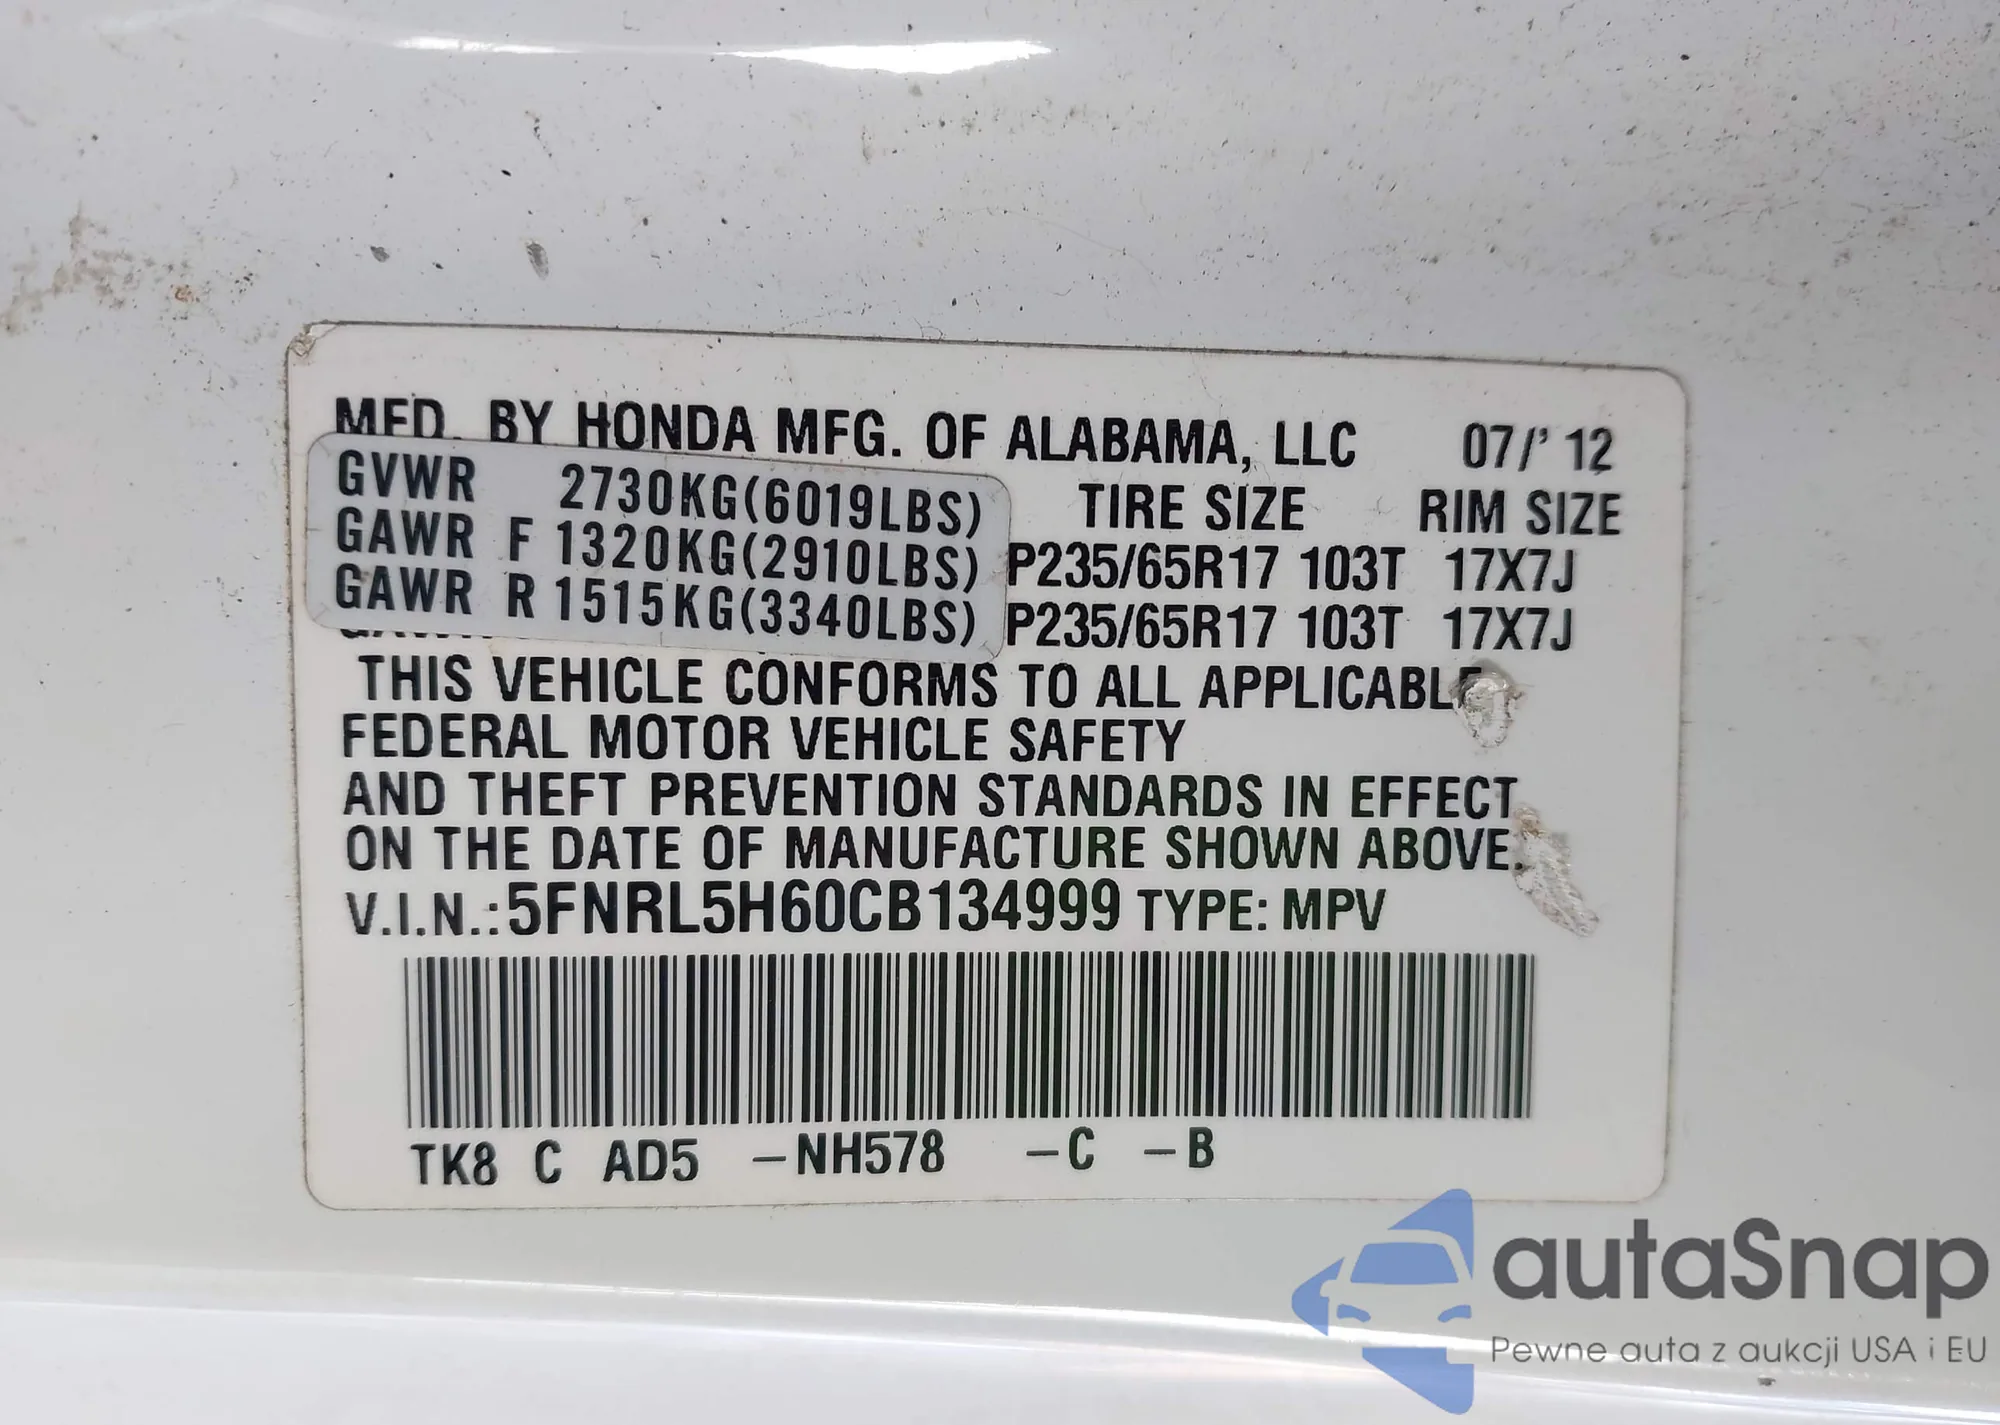 MFD. BY HONDA MFG. OF ALABAMA, LLC 07/' 12
TIRE SIZE RIM SIZE
GVWR 2730KG(6019LBS)
GAWR F 1320KG(2910LBS) P235/65R17 103T 17X7J
GAWR R 1515KG(3340LBS) P235/65R17 103T 17X7J
THIS VEHICLE CONFORMS TO ALL APPLICABLE
FEDERAL MOTOR VEHICLE SAFETY
AND THEFT PREVENTION STANDARDS IN EFFECT
ON THE DATE OF MANUFACTURE SHOWN ABOVE.
V.I.N.: 5FNRL5H60CB134999 TYPE: MPV
TK8 C AD5 –NH578 –C –B
autaSnap
Pewne auta z aukcji USA i EU